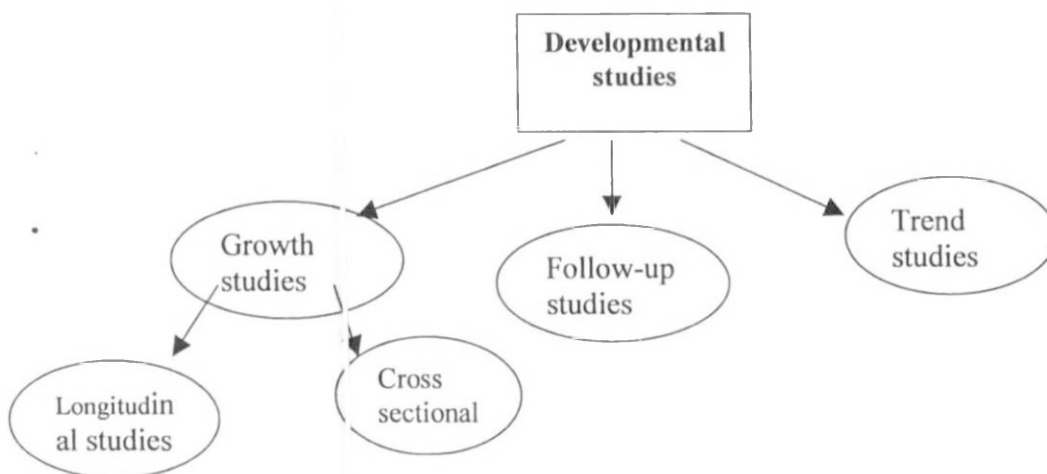 Developmental
studies
Growth
studies
Follow-up
studies
Trend
studies
Longitudin
al studies
Cross
sectional